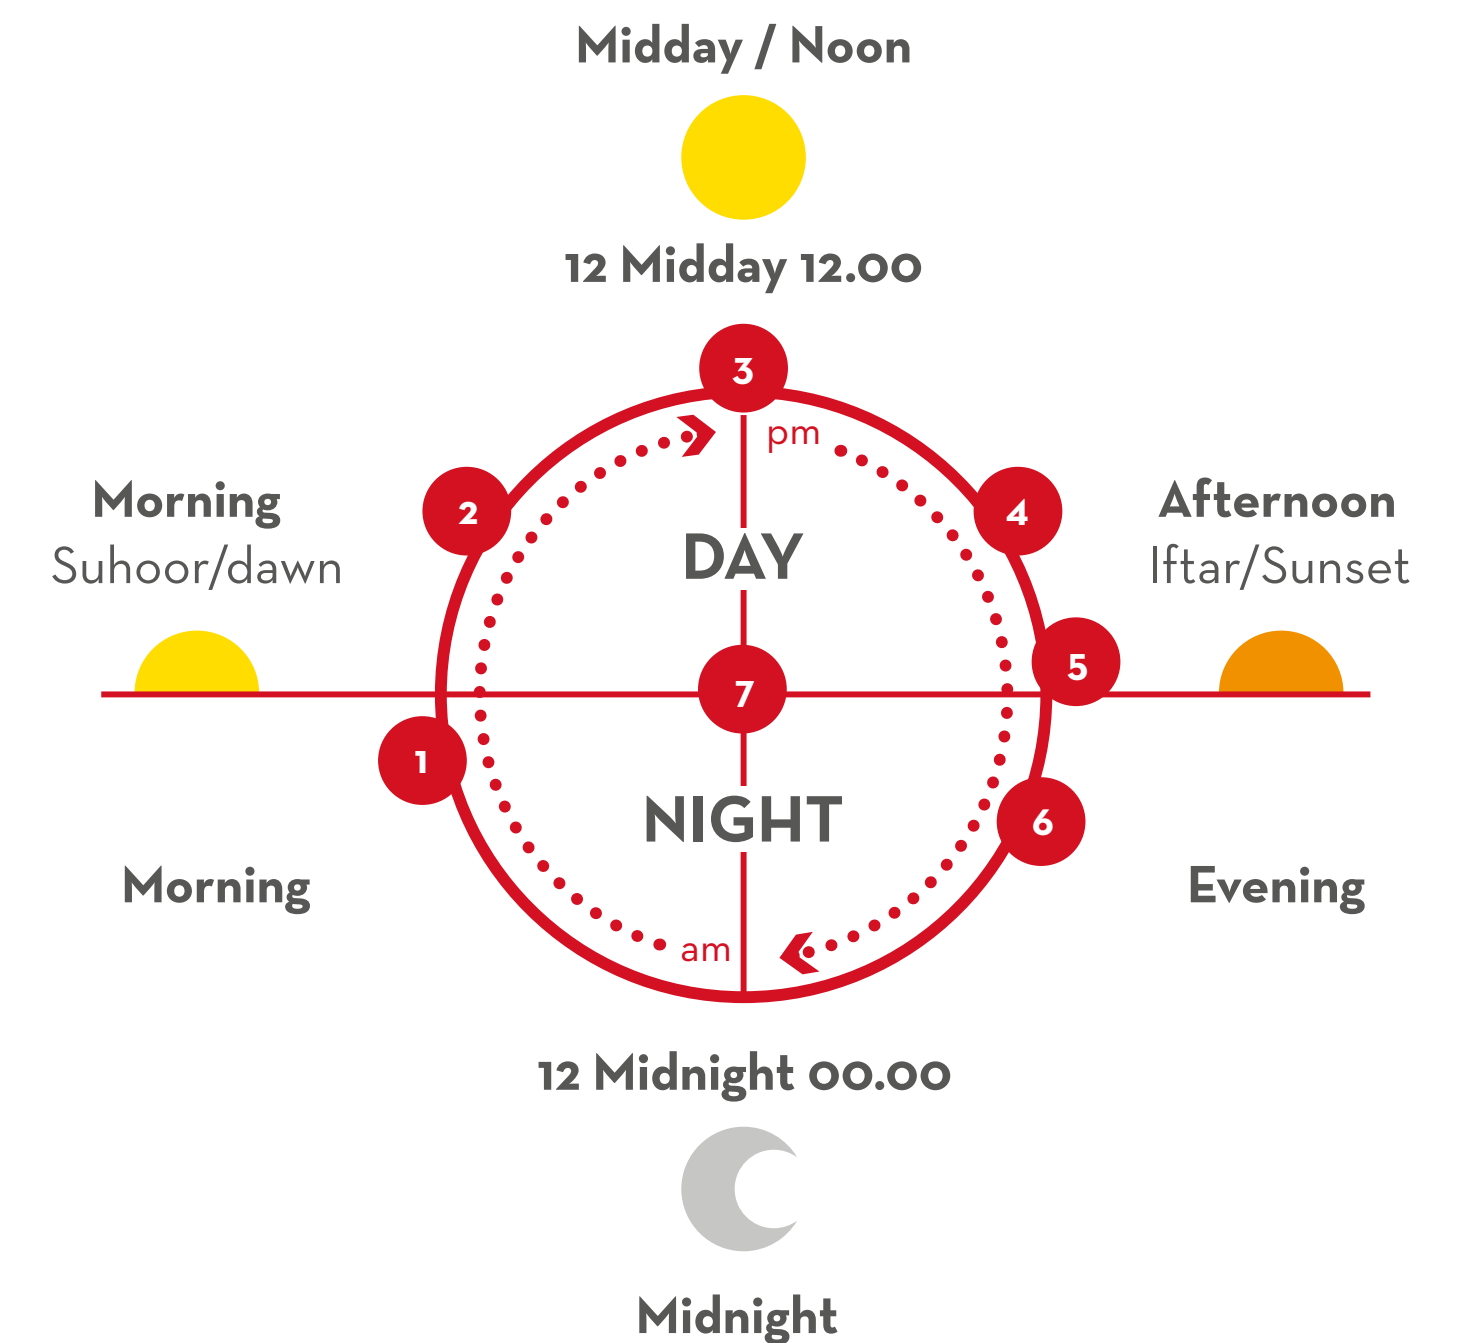 Midday / Noon
12 Midday 12.00
3
pm
2
4
Morning
Suhoor/dawn
Afternoon
Iftar/Sunset
DAY
5
7
1
NIGHT
6
Morning
Evening
am
12 Midnight 00.00
Midnight